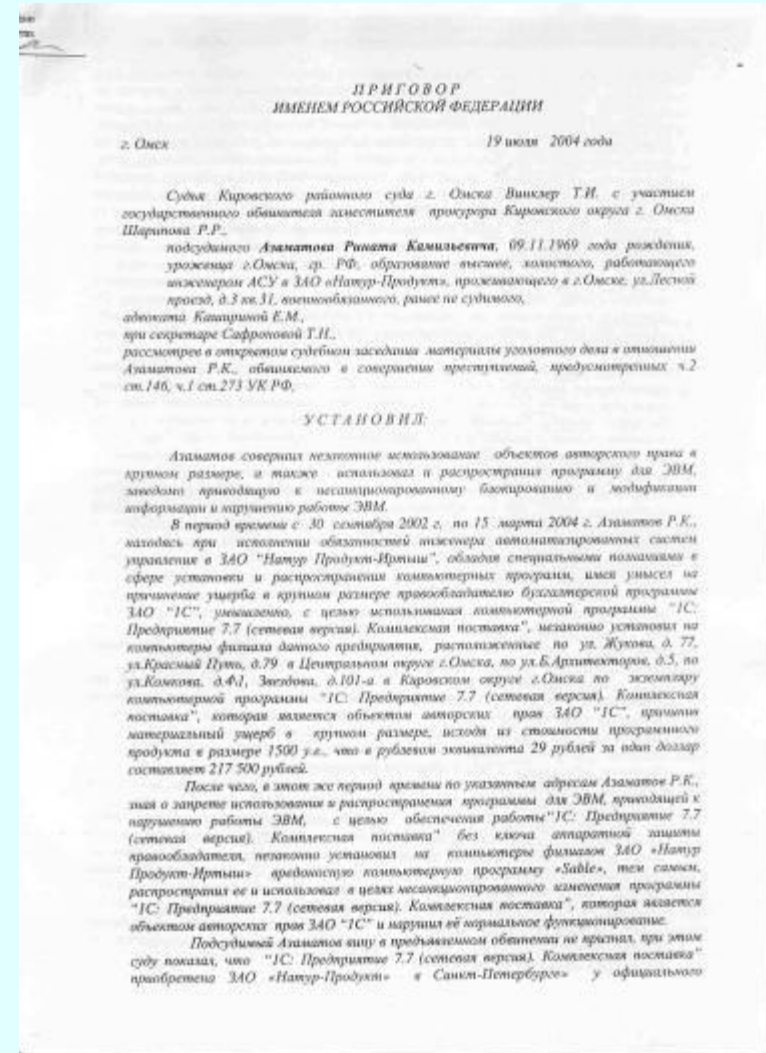 П Р И Г О В О Р
ИМЕНЕМ РОССИЙСКОЙ ФЕДЕРАЦИИ
г. Омск 19 июля 2004 года
Судья Кировского районного суда г. Омска Винклер Т.И. с участием
государственного обвинителя заместителя прокурора Кировского округа г. Омска
Шарипова Р.Р.,
подсудимого Азаматова Рината Камильевича, 09.11.1969 года рождения,
уроженца г.Омска, гр. РФ, образование высшее, холостого, работающего
инженером АСУ в ЗАО «Натур-Продукт», проживающего в г.Омске, ул.Лесной
проезд, д.3 кв.31, военнообязанного, ранее не судимого,
адвоката Кашириной Е.М.,
при секретаре Сафроновой Т.Н.,
рассмотрев в открытом судебном заседании материалы уголовного дела в отношении
Азаматова Р.К., обвиняемого в совершении преступлений, предусмотренных ч.2
ст.146, ч.1 ст.273 УК РФ,
У С Т А Н О В И Л:
Азаматов совершил незаконное использование объектов авторского права в
крупном размере, а также использовал и распространил программу для ЭВМ,
заведомо приводящую к несанкционированному блокированию и модификации
информации и нарушению работы ЭВМ.
В период времени с 30 сентября 2002 г. по 15 марта 2004 г. Азаматов Р.К.,
находясь при исполнении обязанностей инженера автоматизированных систем
управления в ЗАО "Натур Продукт-Иртыш", обладая специальными познаниями в
сфере установки и распространения компьютерных программ, имея умысел на
причинение ущерба в крупном размере правообладателю бухгалтерской программы
ЗАО "1С", умышленно, с целью использования компьютерной программы "1С:
Предприятие 7.7 (сетевая версия). Комплексная поставка", незаконно установил на
компьютеры филиала данного предприятия, расположенные по ул. Жукова, д. 77,
ул.Красный Путь, д.79 в Центральном округе г.Омска, по ул.Б.Архитекторов, д.5, по
ул.Комкова, Звездова, д.101-а в Кировском округе г.Омска по экземпляру
компьютерной программы "1С: Предприятие 7.7 (сетевая версия). Комплексная
поставка", которая является объектом авторских прав ЗАО "1С", причинив
материальный ущерб в крупном размере, исходя из стоимости программного
продукта в размере 1500 у.е., что в рублевом эквивалента 29 рублей за один доллар
составляет 217 500 рублей.
После чего, в этот же период времени по указанным адресам Азаматов Р.К.,
зная о запрете использования и распространения программы для ЭВМ, приводящей к
нарушению работы ЭВМ, с целью обеспечения работы"1С: Предприятие 7.7
(сетевая версия). Комплексная поставка" без ключа аппаратной защиты
правообладателя, незаконно установил на компьютеры филиалов ЗАО «Натур
Продукт-Иртыш» вредоносную компьютерную программу «Sable», тем самым,
распространил ее и использовал в целях несанкционированного изменения программы
"1С: Предприятие 7.7 (сетевая версия). Комплексная поставка", которая является
объектом авторских прав ЗАО "1С" и нарушил её нормальное функционирование.
Подсудимый Азаматов вину в предъявленном обвинении не признал, при этом
суду показал, что "1С: Предприятие 7.7 (сетевая версия). Комплексная поставка"
приобретена ЗАО «Натур-Продукт» в Санкт-Петербурге» у официального